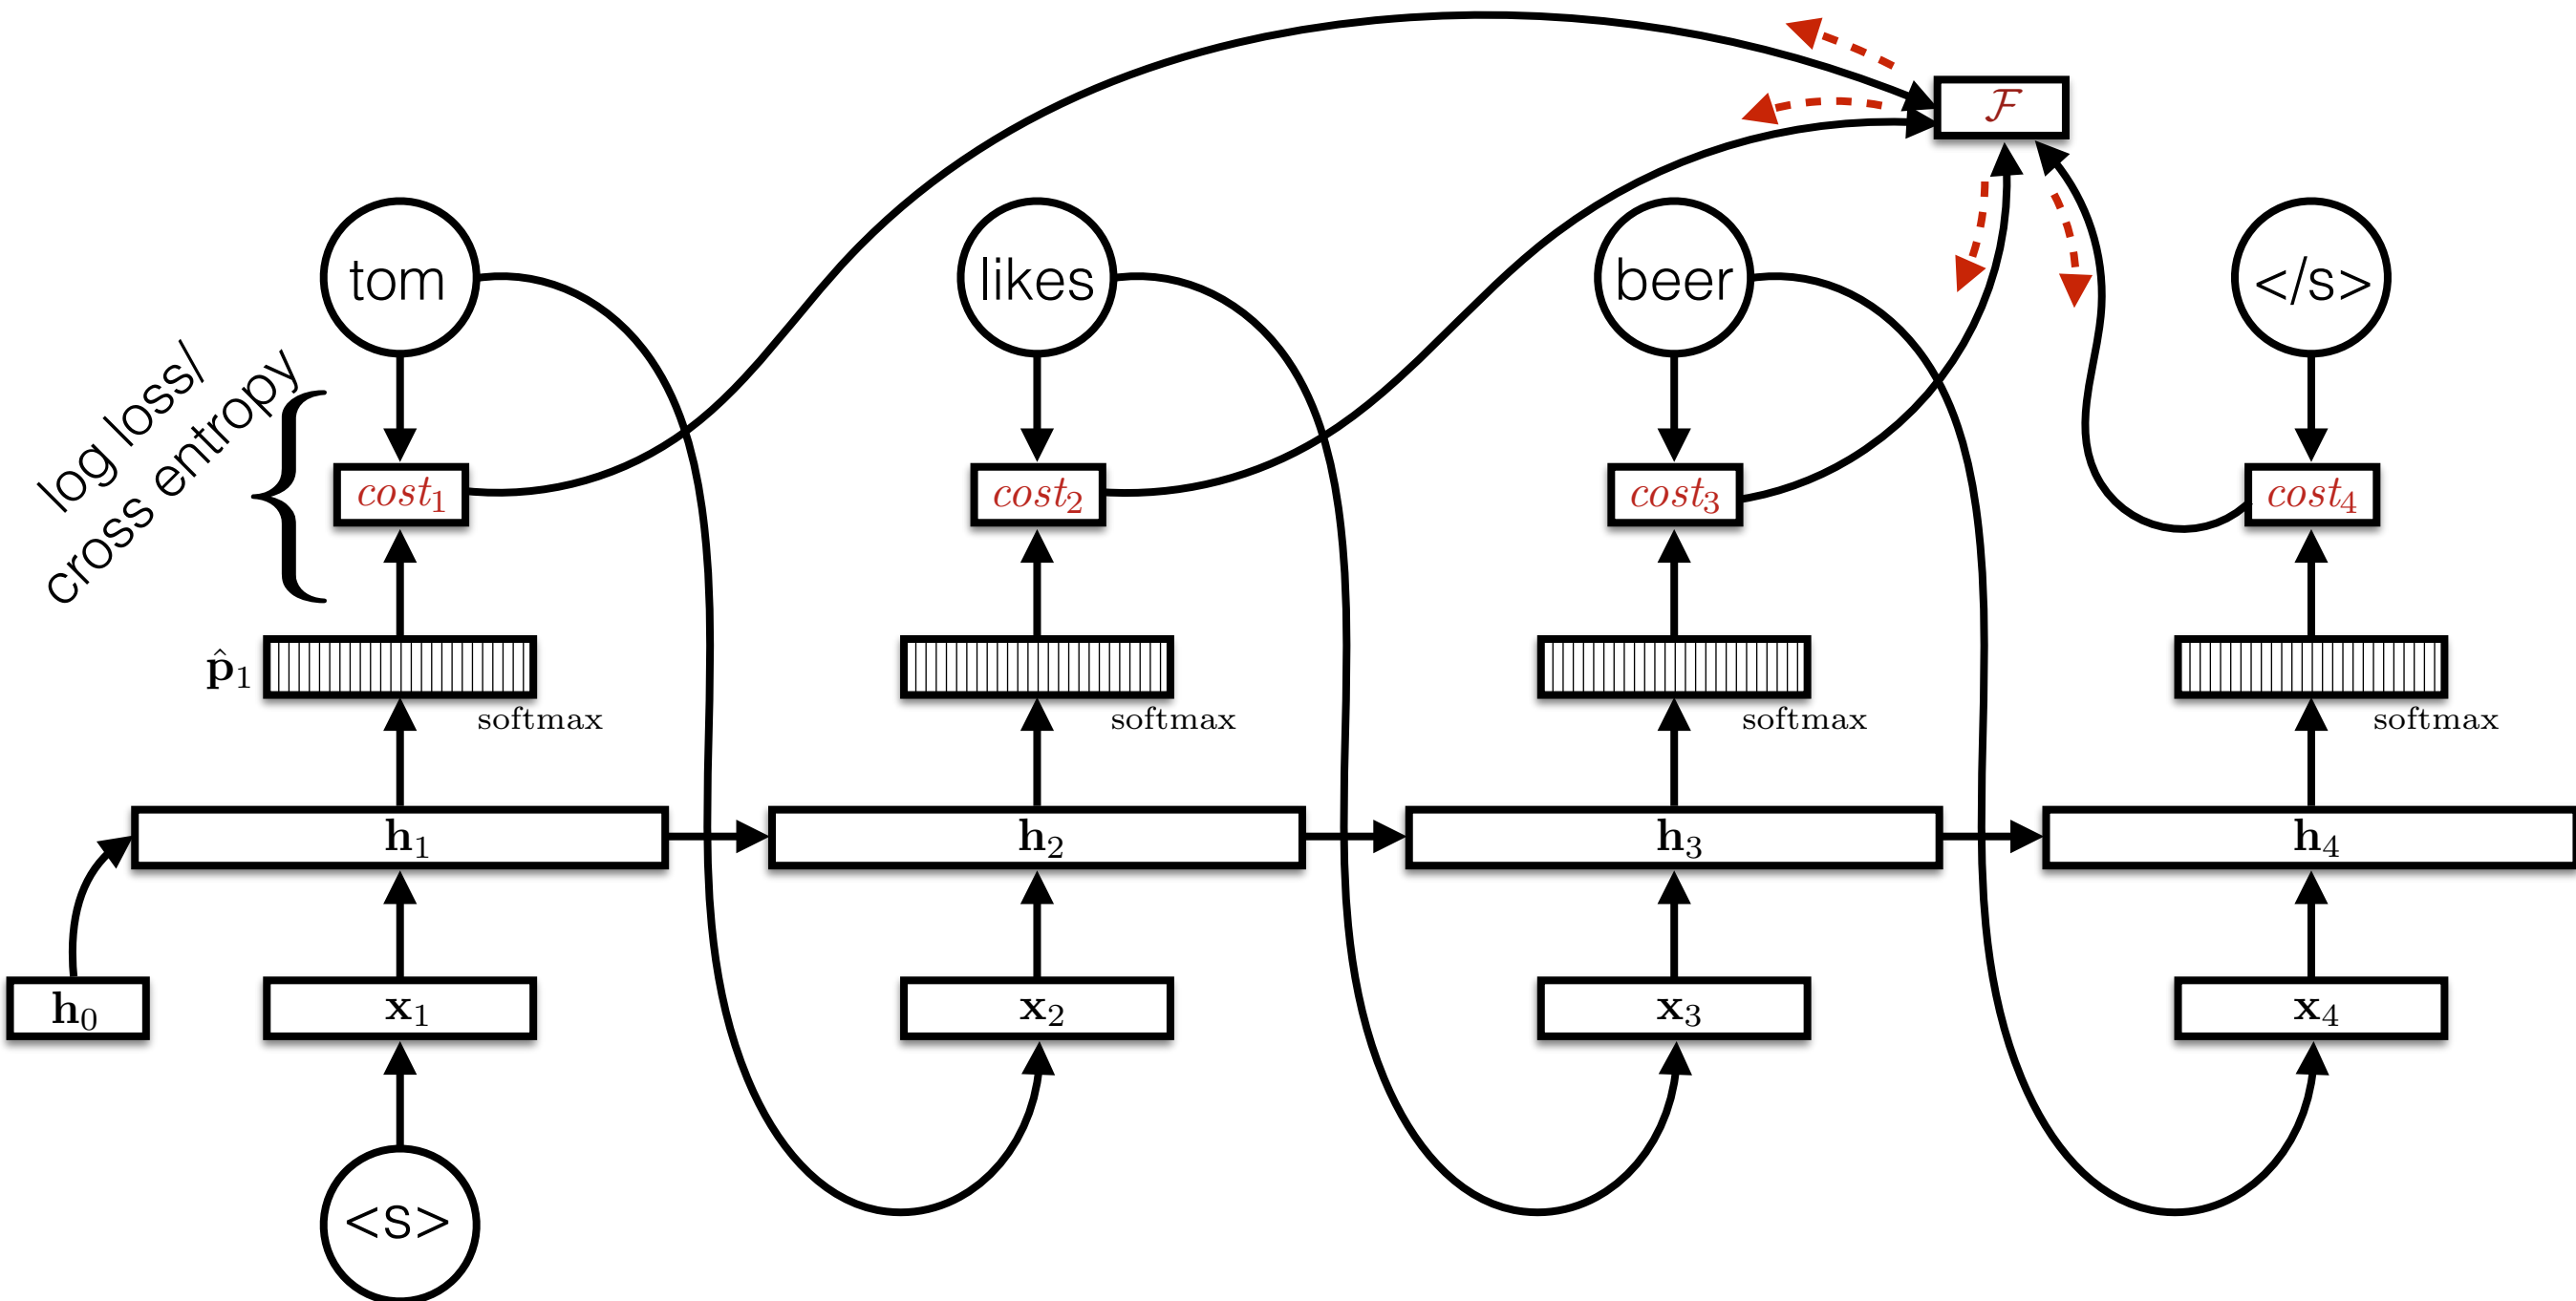 ℱ
tom
likes
beer
</s>
log loss/
cross entropy
cost₁
cost₂
cost₃
cost₄
p̂₁
softmax
softmax
softmax
softmax
h₁
h₂
h₃
h₄
h₀
x₁
x₂
x₃
x₄
<s>